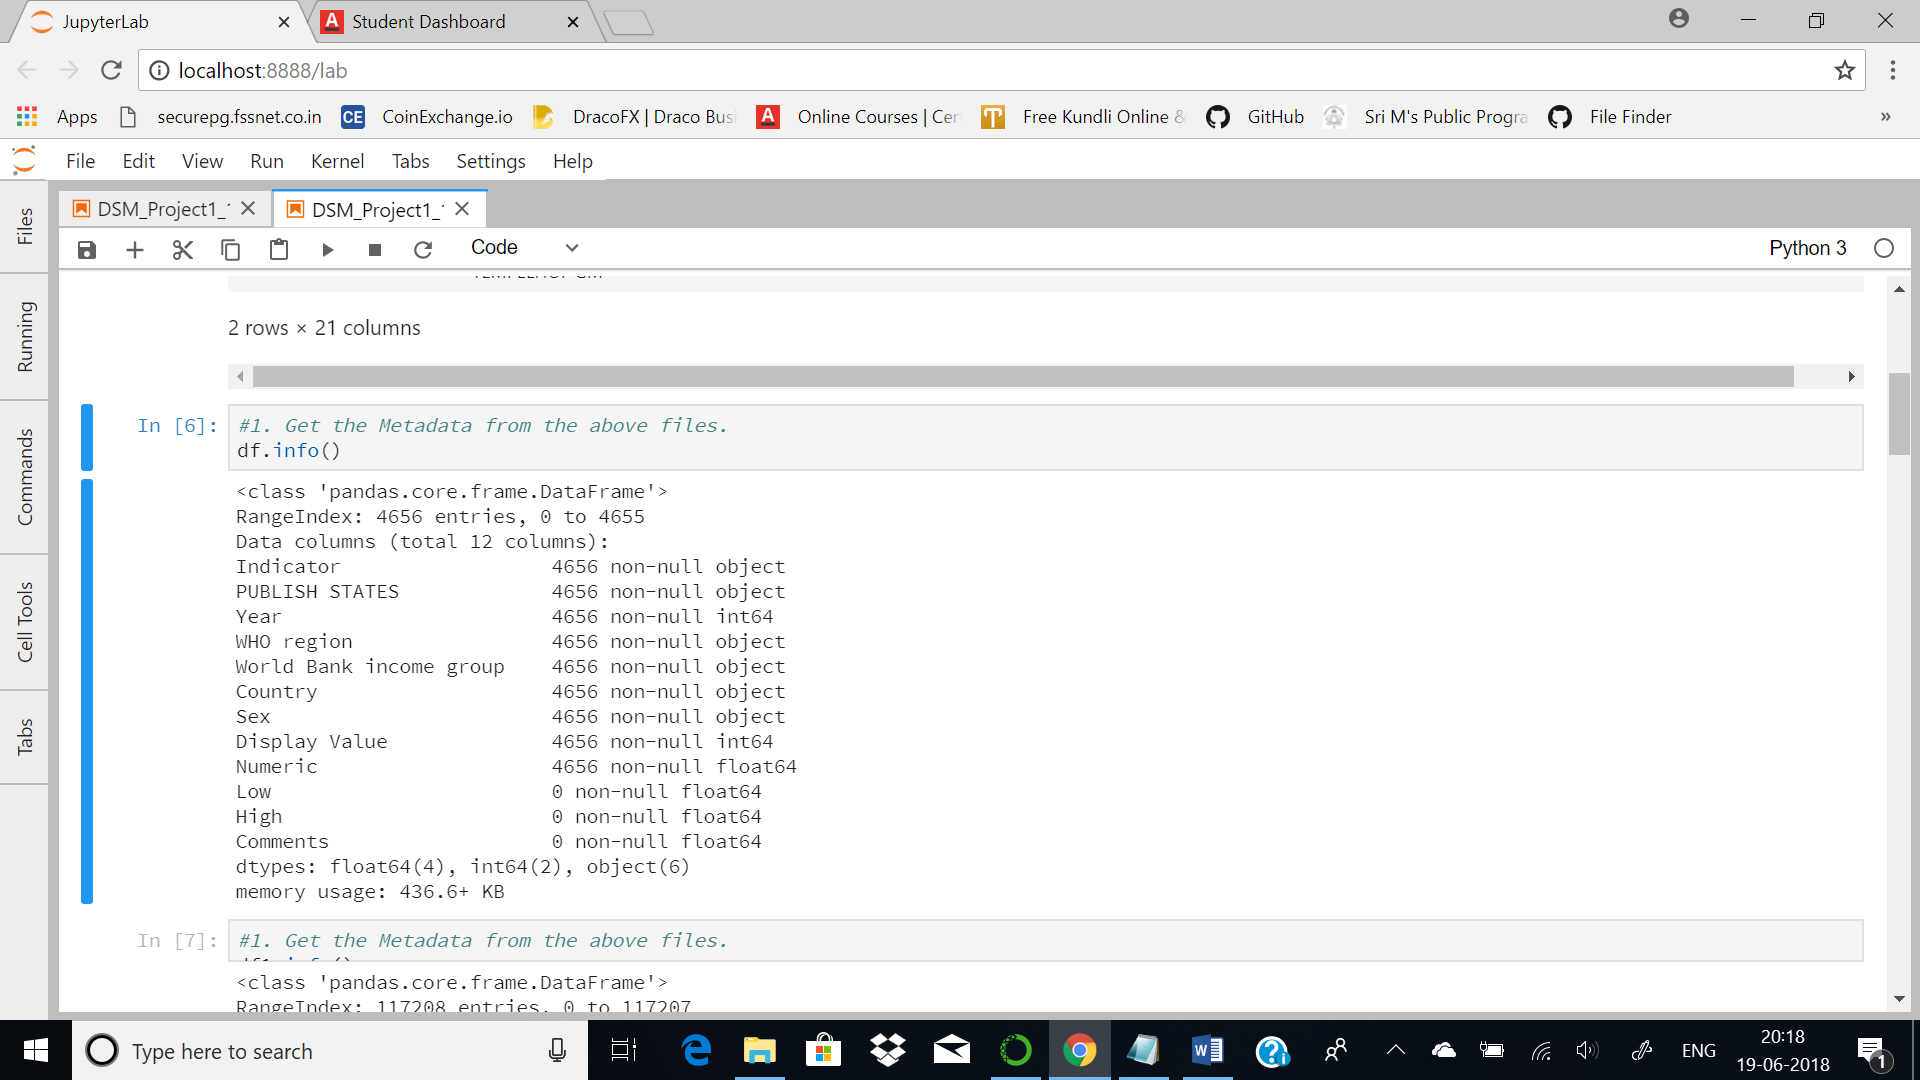 JupyterLab
Student Dashboard
localhost:8888/lab
Apps securepg.fssnet.co.in CE CoinExchange.io DracoFX | Draco Busi A Online Courses | Cer T Free Kundli Online & GitHub Sri M's Public Progra File Finder »
File Edit View Run Kernel Tabs Settings Help
Files
Running
Commands
Cell Tools
Tabs
DSM_Project1_
DSM_Project1_
Code
Python 3
2 rows × 21 columns
In [6]:
#1. Get the Metadata from the above files.
df.info()
<class 'pandas.core.frame.DataFrame'>
RangeIndex: 4656 entries, 0 to 4655
Data columns (total 12 columns):
Indicator 4656 non-null object
PUBLISH STATES 4656 non-null object
Year 4656 non-null int64
WHO region 4656 non-null object
World Bank income group 4656 non-null object
Country 4656 non-null object
Sex 4656 non-null object
Display Value 4656 non-null int64
Numeric 4656 non-null float64
Low 0 non-null float64
High 0 non-null float64
Comments 0 non-null float64
dtypes: float64(4), int64(2), object(6)
memory usage: 436.6+ KB
In [7]:
#1. Get the Metadata from the above files.
<class 'pandas.core.frame.DataFrame'>
RangeIndex: 117208 entries, 0 to 117207
Type here to search
ENG
20:18
19-06-2018
1